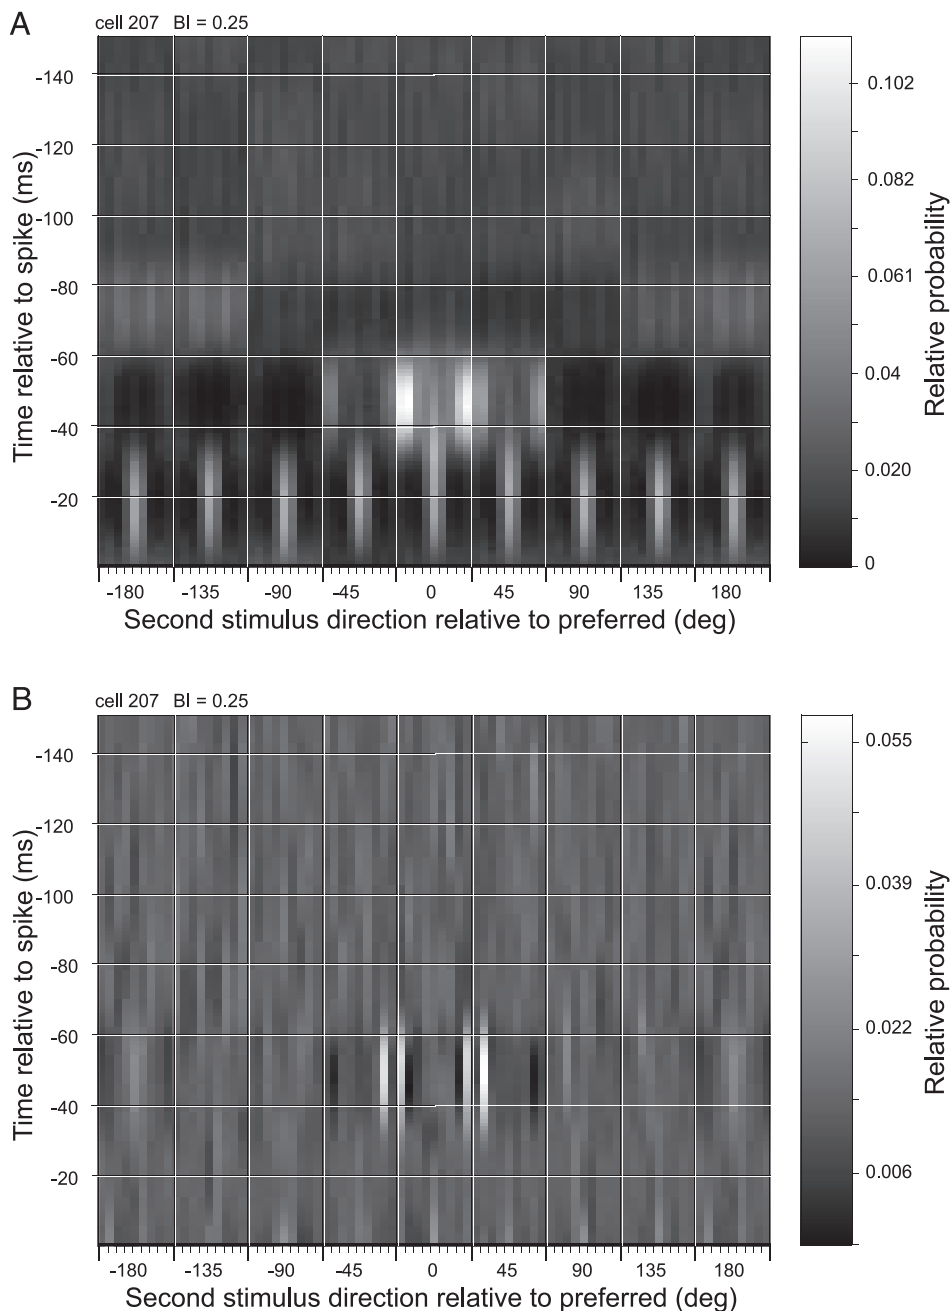 A
cell 207 BI = 0.25
-140
-120
-100
-80
-60
-40
-20
Time relative to spike (ms)
-180 -135 -90 -45 0 45 90 135 180
Second stimulus direction relative to preferred (deg)
0.102
0.082
0.061
0.04
0.020
0
Relative probability
B
cell 207 BI = 0.25
-140
-120
-100
-80
-60
-40
-20
Time relative to spike (ms)
-180 -135 -90 -45 0 45 90 135 180
Second stimulus direction relative to preferred (deg)
0.055
0.039
0.022
0.006
Relative probability